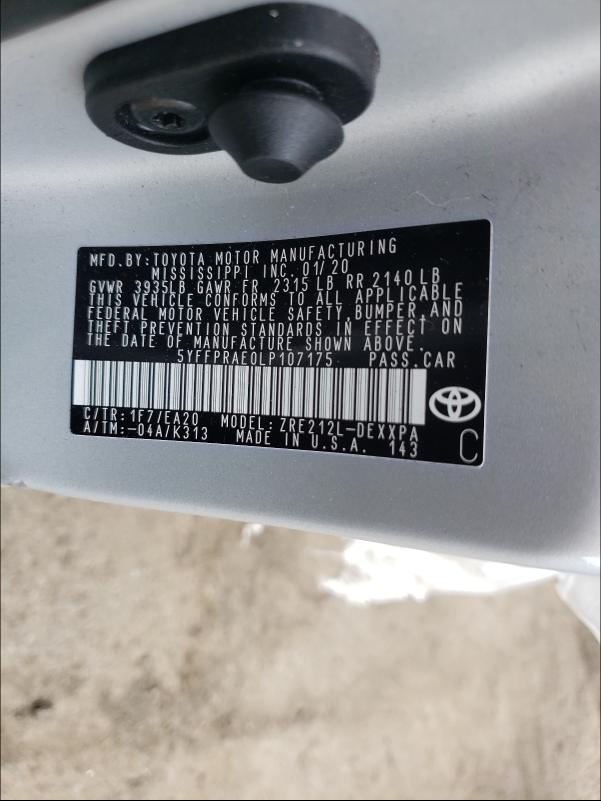 MFD.BY:TOYOTA MOTOR MANUFACTURING
MISSISSIPPI INC. 01/20
GVWR 3935LB GAWR FR 2315 LB RR 2140 LB
THIS VEHICLE CONFORMS TO ALL APPLICABLE
FEDERAL MOTOR VEHICLE SAFETY,BUMPER,AND
THEFT PREVENTION STANDARDS IN EFFECT ON
THE DATE OF MANUFACTURE SHOWN ABOVE.
5YFFPRAE0LP107175 PASS.CAR
C/TR:1F7/EA20 MODEL:ZRE212L-DEXXPA
A/TM:-04A/K313 MADE IN U.S.A. 143
C